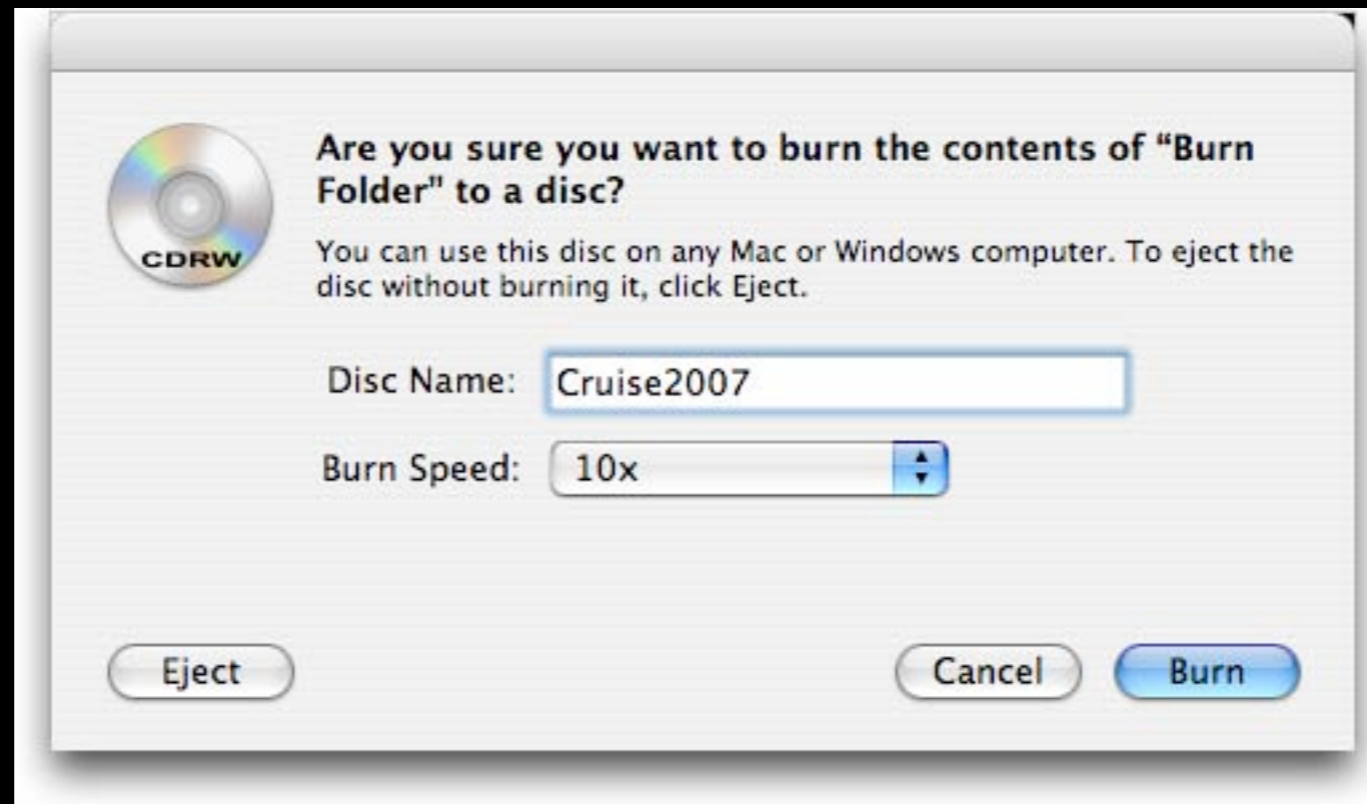 Are you sure you want to burn the contents of “Burn
Folder" to a disc?
CDRW
You can use this disc on any Mac or Windows computer. To eject the
disc without burning it, click Eject.
Disc Name: Cruise2007
Burn Speed: 10x
Eject Cancel Burn